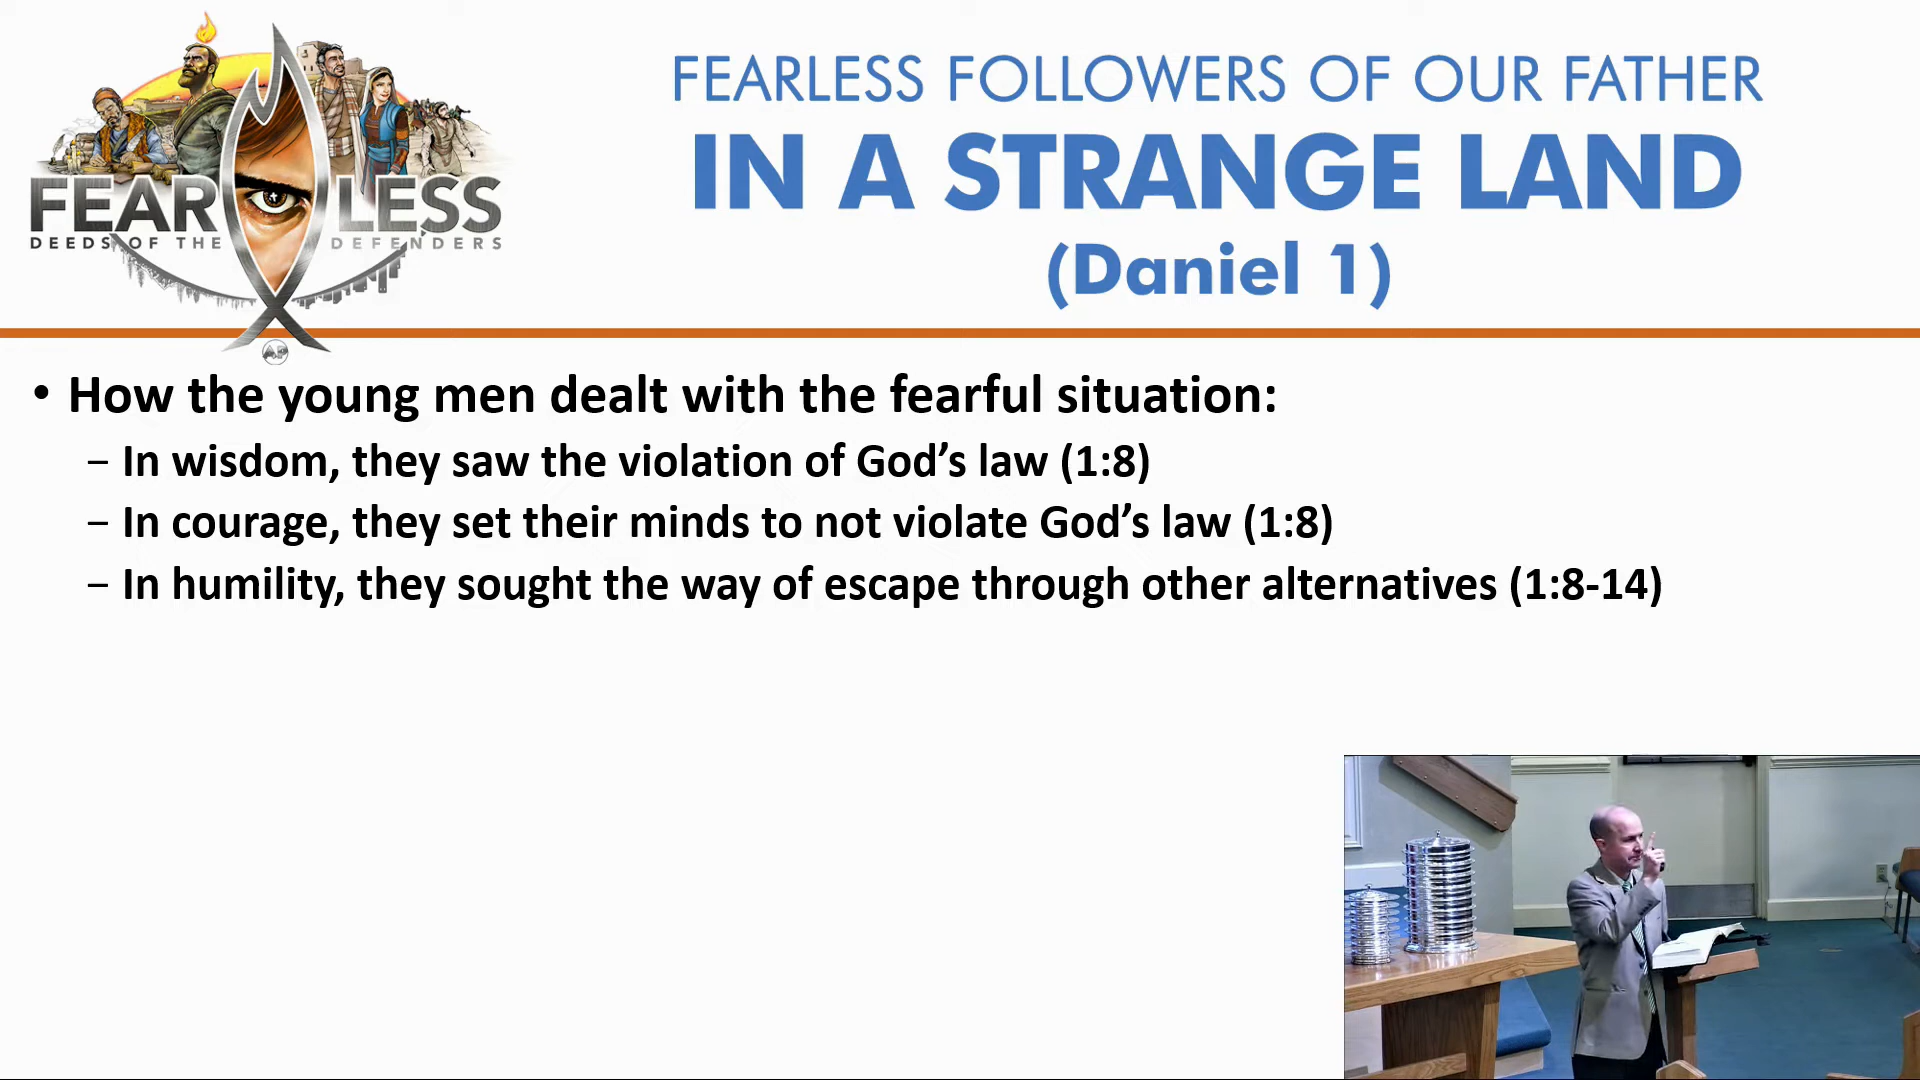 FEARLESS
DEEDS OF THE DEFENDERS
AP
FEARLESS FOLLOWERS OF OUR FATHER
IN A STRANGE LAND
(Daniel 1)
• How the young men dealt with the fearful situation:
– In wisdom, they saw the violation of God’s law (1:8)
– In courage, they set their minds to not violate God’s law (1:8)
– In humility, they sought the way of escape through other alternatives (1:8-14)